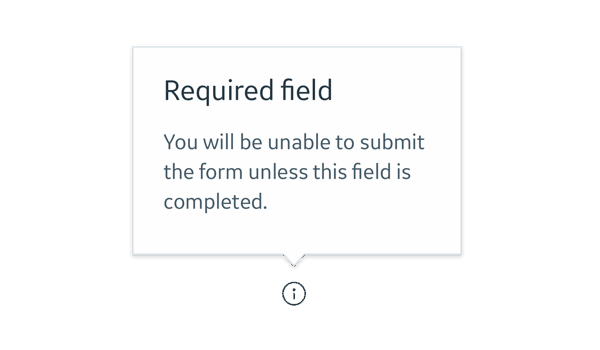 Required field
You will be unable to submit
the form unless this field is
completed.